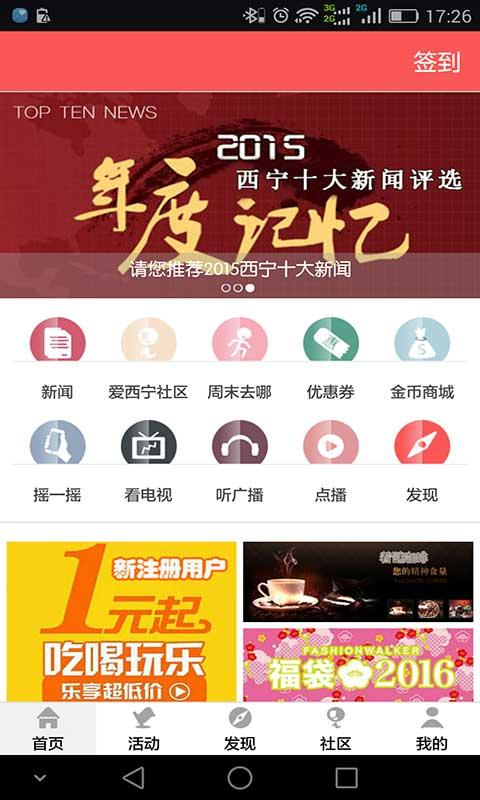 3G
2G
2G
17:26
签到
TOP TEN NEWS
2015
西宁十大新闻评选
年度记忆
请您推荐2015西宁十大新闻
新闻
爱西宁社区
周末去哪
优惠券
金币商城
惠
$
摇一摇
看电视
听广播
点播
发现
1元起
新注册用户
吃喝玩乐
乐享超低价
您的精神食量
FASHIONWALKER
福袋2016
首页
活动
发现
社区
我的